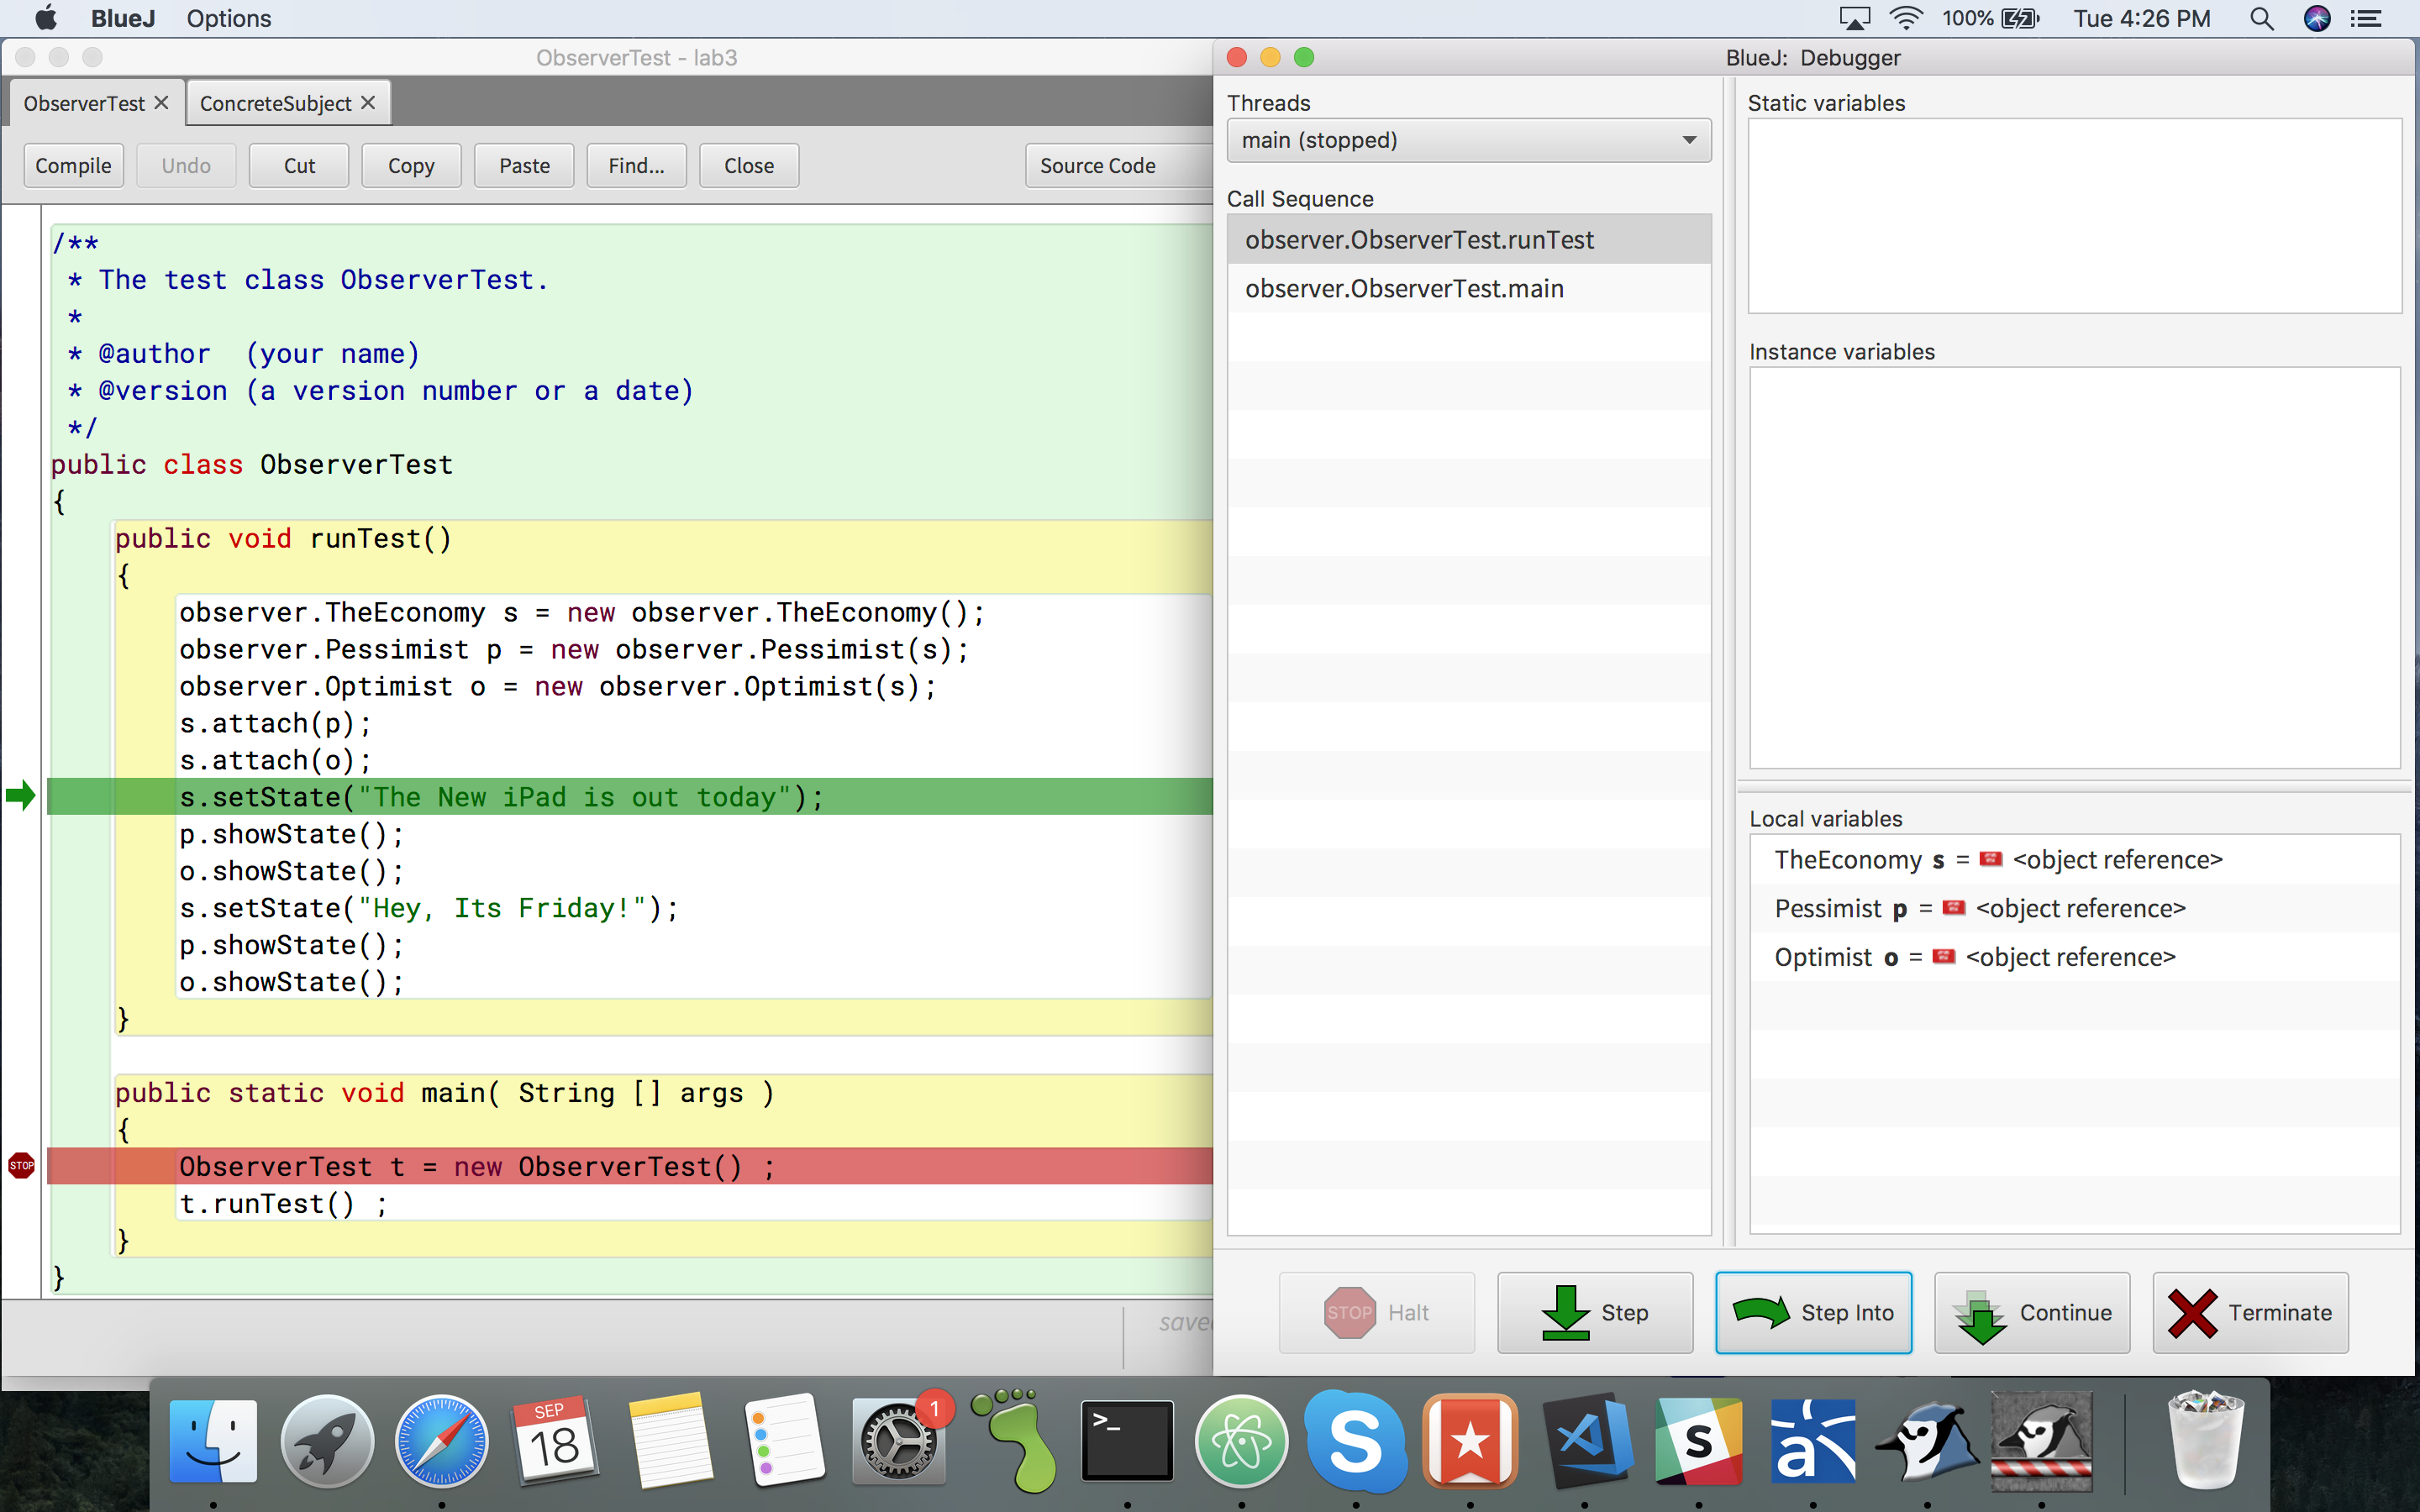 BlueJ Options 100% Tue 4:26 PM
ObserverTest - lab3
ObserverTest ConcreteSubject
Compile Undo Cut Copy Paste Find... Close Source Code
/**
* The test class ObserverTest.
*
* @author (your name)
* @version (a version number or a date)
*/
public class ObserverTest
{
public void runTest()
{
observer.TheEconomy s = new observer.TheEconomy();
observer.Pessimist p = new observer.Pessimist(s);
observer.Optimist o = new observer.Optimist(s);
s.attach(p);
s.attach(o);
s.setState("The New iPad is out today");
p.showState();
o.showState();
s.setState("Hey, Its Friday!");
p.showState();
o.showState();
}
public static void main( String [] args )
{
STOP ObserverTest t = new ObserverTest() ;
t.runTest() ;
}
}
save
BlueJ: Debugger
Threads
main (stopped)
Call Sequence
observer.ObserverTest.runTest
observer.ObserverTest.main
Static variables
Instance variables
Local variables
TheEconomy s = <object reference>
Pessimist p = <object reference>
Optimist o = <object reference>
STOP Halt Step Step Into Continue Terminate
SEP
18
1
>_
S
S
a